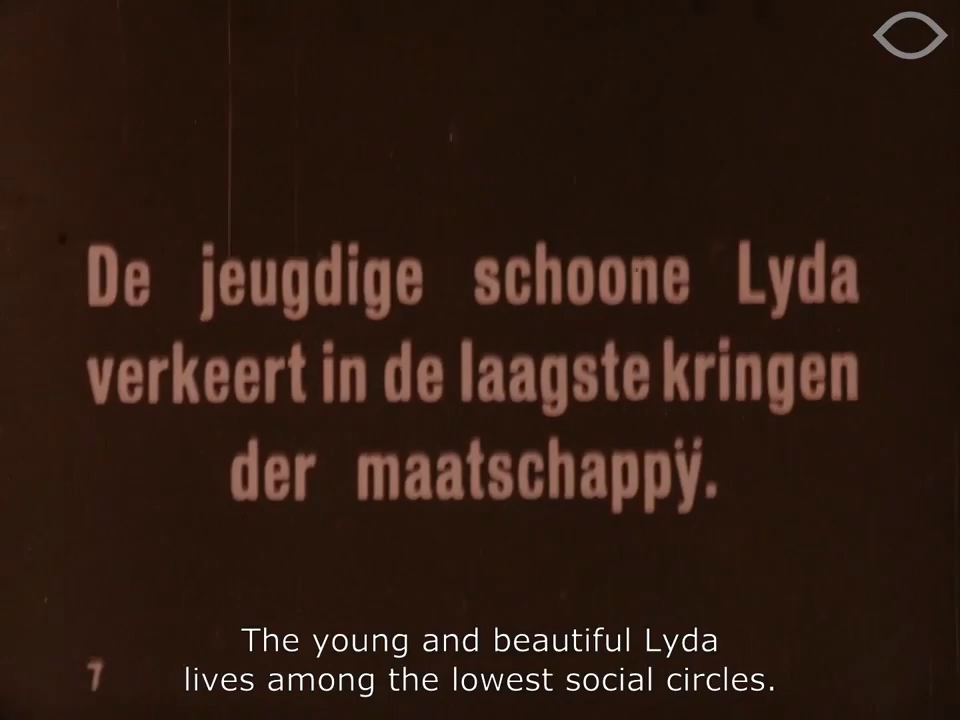 De jeugdige schoone Lyda
verkeert in de laagste kringen
der maatschappÿ.
7
The young and beautiful Lyda
lives among the lowest social circles.